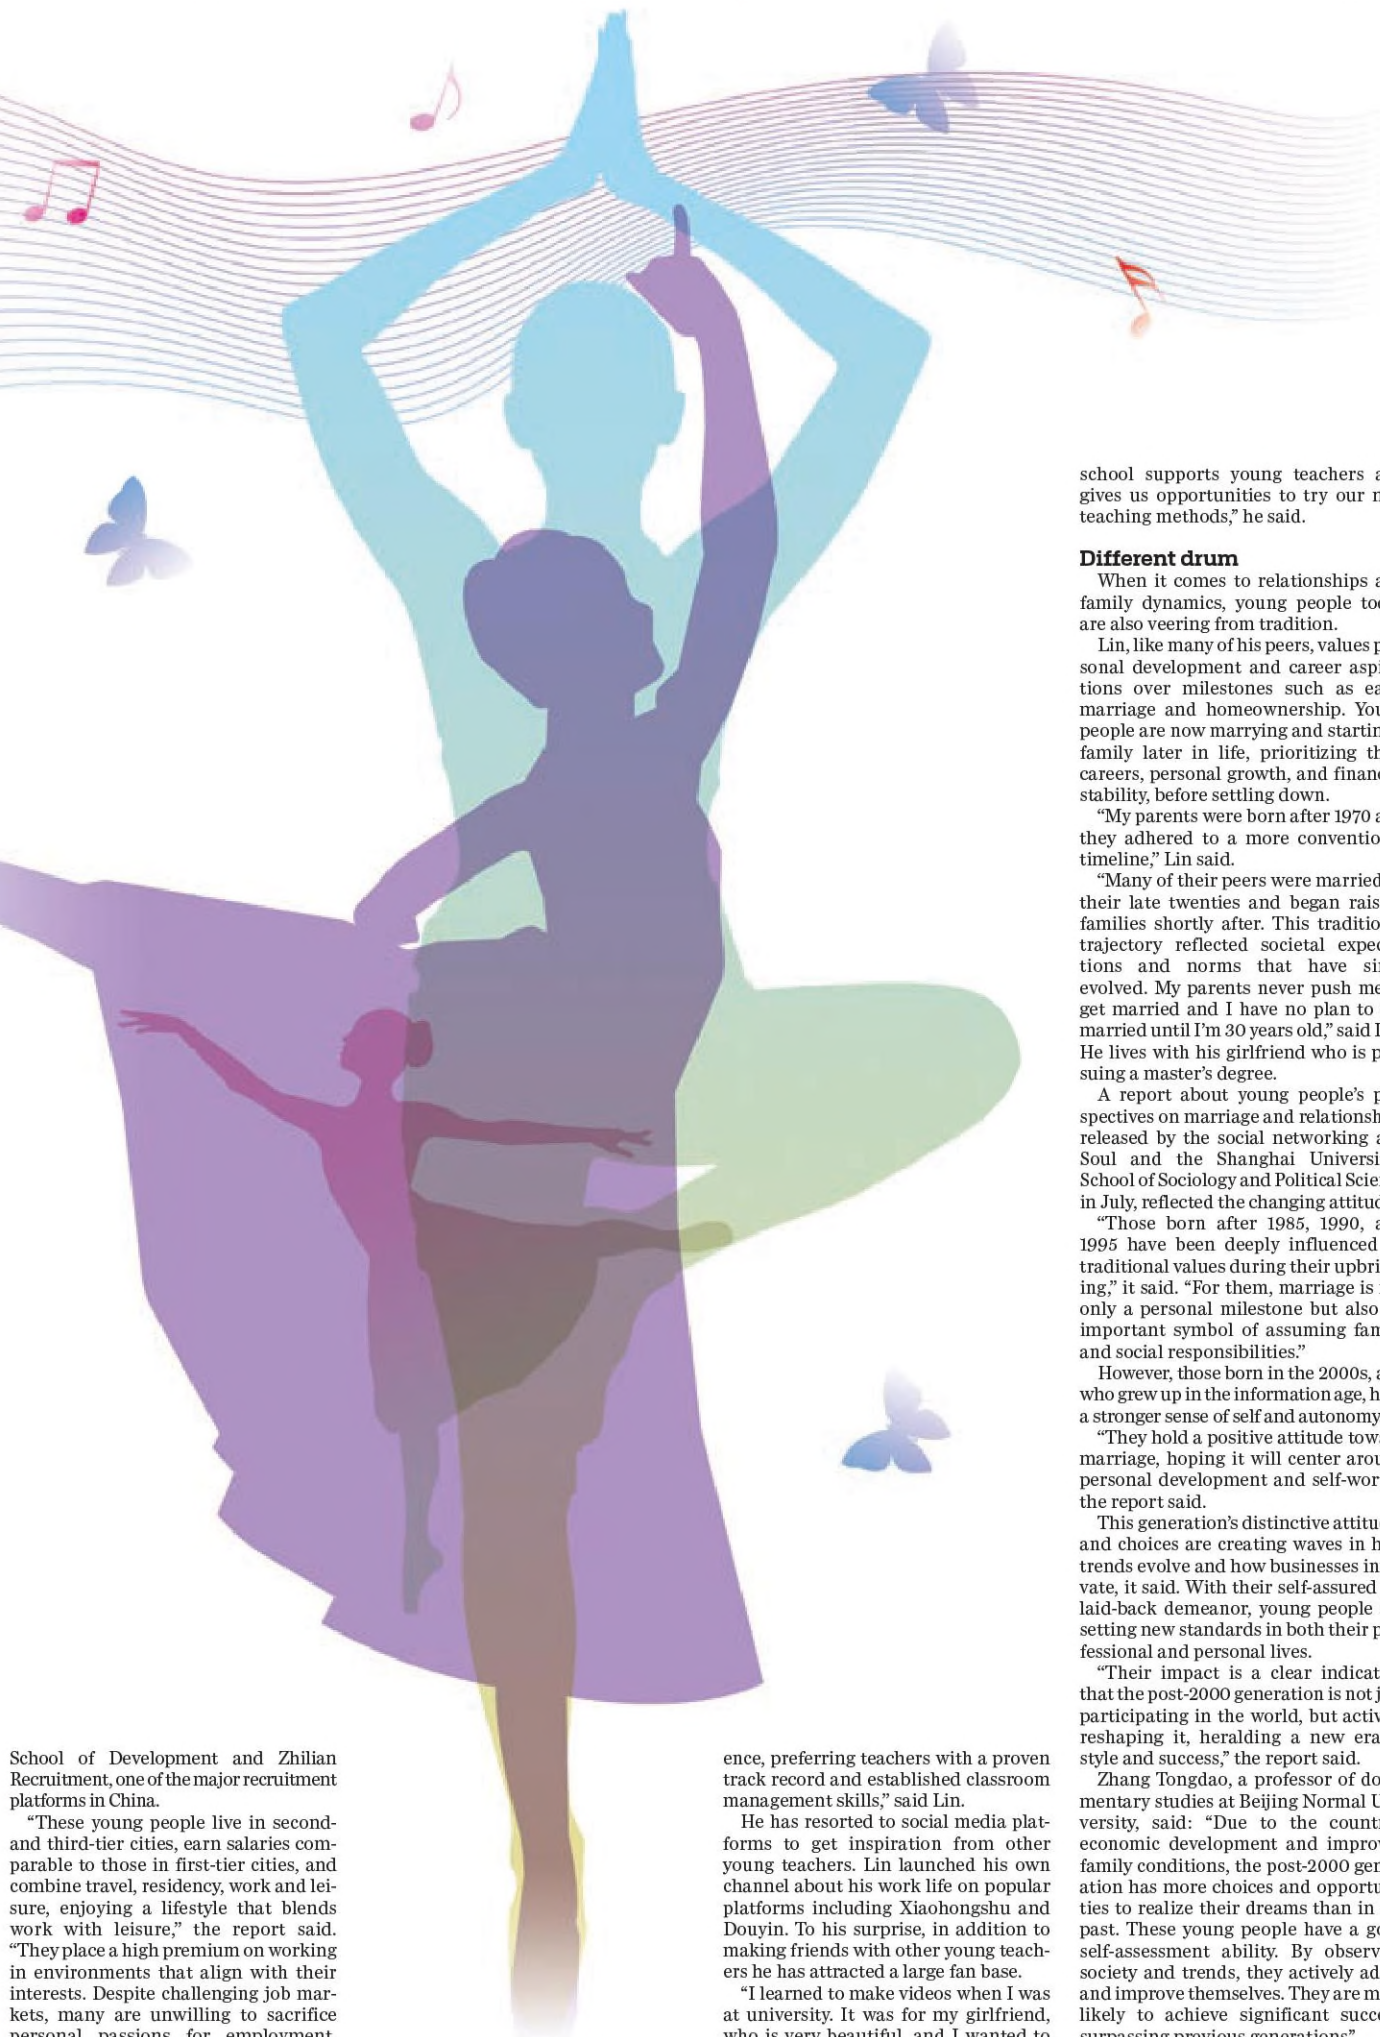 School of Development and Zhilian
Recruitment, one of the major recruitment
platforms in China.
“These young people live in second-
and third-tier cities, earn salaries com-
parable to those in first-tier cities, and
combine travel, residency, work and lei-
sure, enjoying a lifestyle that blends
work with leisure,” the report said.
“They place a high premium on working
in environments that align with their
interests. Despite challenging job mar-
kets, many are unwilling to sacrifice
personal passions for employment.
ence, preferring teachers with a proven
track record and established classroom
management skills,” said Lin.
He has resorted to social media plat-
forms to get inspiration from other
young teachers. Lin launched his own
channel about his work life on popular
platforms including Xiaohongshu and
Douyin. To his surprise, in addition to
making friends with other young teach-
ers he has attracted a large fan base.
“I learned to make videos when I was
at university. It was for my girlfriend,
who is very beautiful, and I wanted to
school supports young teachers a
gives us opportunities to try our n
teaching methods,” he said.
Different drum
When it comes to relationships a
family dynamics, young people too
are also veering from tradition.
Lin, like many of his peers, values p
sonal development and career aspi
tions over milestones such as ea
marriage and homeownership. You
people are now marrying and startin
family later in life, prioritizing th
careers, personal growth, and financ
stability, before settling down.
“My parents were born after 1970 a
they adhered to a more conventio
timeline,” Lin said.
“Many of their peers were married
their late twenties and began rais
families shortly after. This traditio
trajectory reflected societal expec
tions and norms that have sin
evolved. My parents never push me
get married and I have no plan to
married until I’m 30 years old,” said L
He lives with his girlfriend who is p
suing a master’s degree.
A report about young people’s p
spectives on marriage and relationsh
released by the social networking a
Soul and the Shanghai Universi
School of Sociology and Political Scien
in July, reflected the changing attitud
“Those born after 1985, 1990, a
1995 have been deeply influenced
traditional values during their upbri
ing,” it said. “For them, marriage is n
only a personal milestone but also
important symbol of assuming fam
and social responsibilities.”
However, those born in the 2000s, a
who grew up in the information age, h
a stronger sense of self and autonomy
“They hold a positive attitude towa
marriage, hoping it will center arou
personal development and self-wor
the report said.
This generation’s distinctive attitu
and choices are creating waves in h
trends evolve and how businesses in
vate, it said. With their self-assured
laid-back demeanor, young people
setting new standards in both their p
fessional and personal lives.
“Their impact is a clear indicat
that the post-2000 generation is not j
participating in the world, but activ
reshaping it, heralding a new era
style and success,” the report said.
Zhang Tongdao, a professor of do
mentary studies at Beijing Normal U
versity, said: “Due to the countr
economic development and improv
family conditions, the post-2000 gen
ation has more choices and opportu
ties to realize their dreams than in
past. These young people have a go
self-assessment ability. By observ
society and trends, they actively ad
and improve themselves. They are m
likely to achieve significant succe
surpassing previous generations”